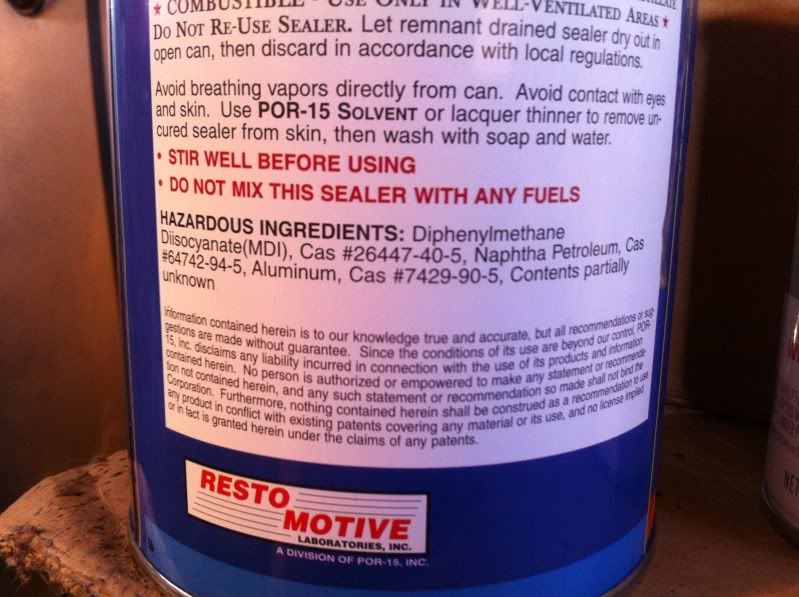 ★ COMBUSTIBLE - USE ONLY IN WELL-VENTILATED AREAS ★
DO NOT RE-USE SEALER. Let remnant drained sealer dry out in
open can, then discard in accordance with local regulations.
Avoid breathing vapors directly from can. Avoid contact with eyes
and skin. Use POR-15 SOLVENT or lacquer thinner to remove un-
cured sealer from skin, then wash with soap and water.
• STIR WELL BEFORE USING
• DO NOT MIX THIS SEALER WITH ANY FUELS
HAZARDOUS INGREDIENTS: Diphenylmethane
Diisocyanate(MDI), Cas #26447-40-5, Naphtha Petroleum, Cas
#64742-94-5, Aluminum, Cas #7429-90-5, Contents partially
unknown
Information contained herein is to our knowledge true and accurate, but all recommendations or sug-
gestions are made without guarantee. Since the conditions of its use are beyond our control, POR-
15, Inc. disclaims any liability incurred in connection with the use of its products and information
contained herein. No person is authorized or empowered to make any statement or recommenda-
tion not contained herein, and any such statement or recommendation so made shall not bind the
Corporation. Furthermore, nothing contained herein shall be construed as a recommendation to use
any product in conflict with existing patents covering any material or its use, and no license implied
or in fact is granted herein under the claims of any patents.
RESTO
MOTIVE
LABORATORIES, INC.
A DIVISION OF POR-15, INC.